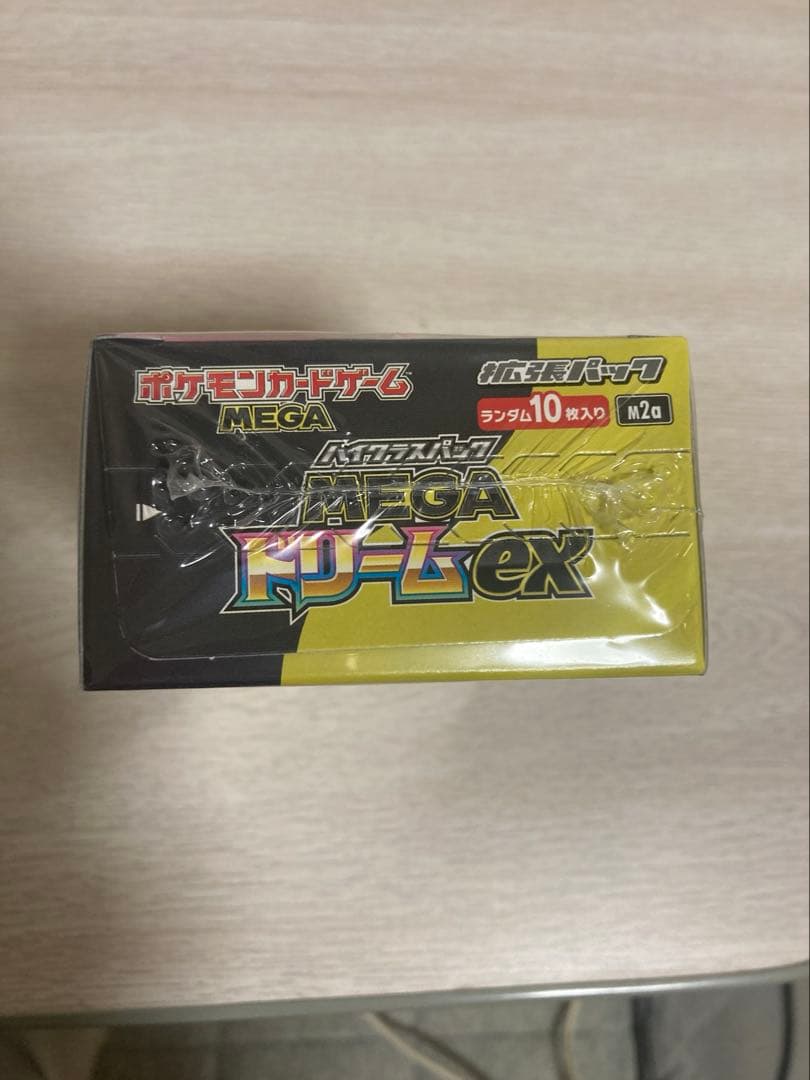 ポケモンカードゲーム
MEGA
拡張パック
ランダム10枚入り
M2a
ハイクラスパック
MEGA
ドリームex